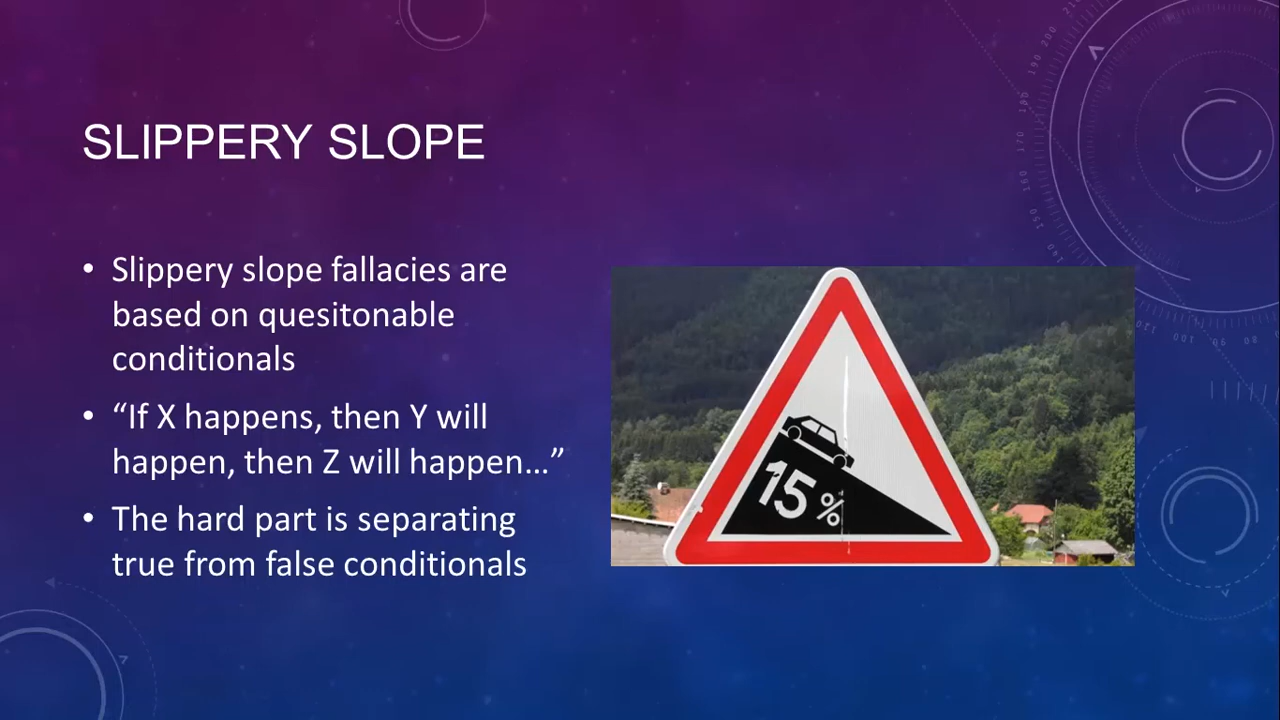 SLIPPERY SLOPE
• Slippery slope fallacies are
based on quesitonable
conditionals
• “If X happens, then Y will
happen, then Z will happen…”
• The hard part is separating
true from false conditionals
15%